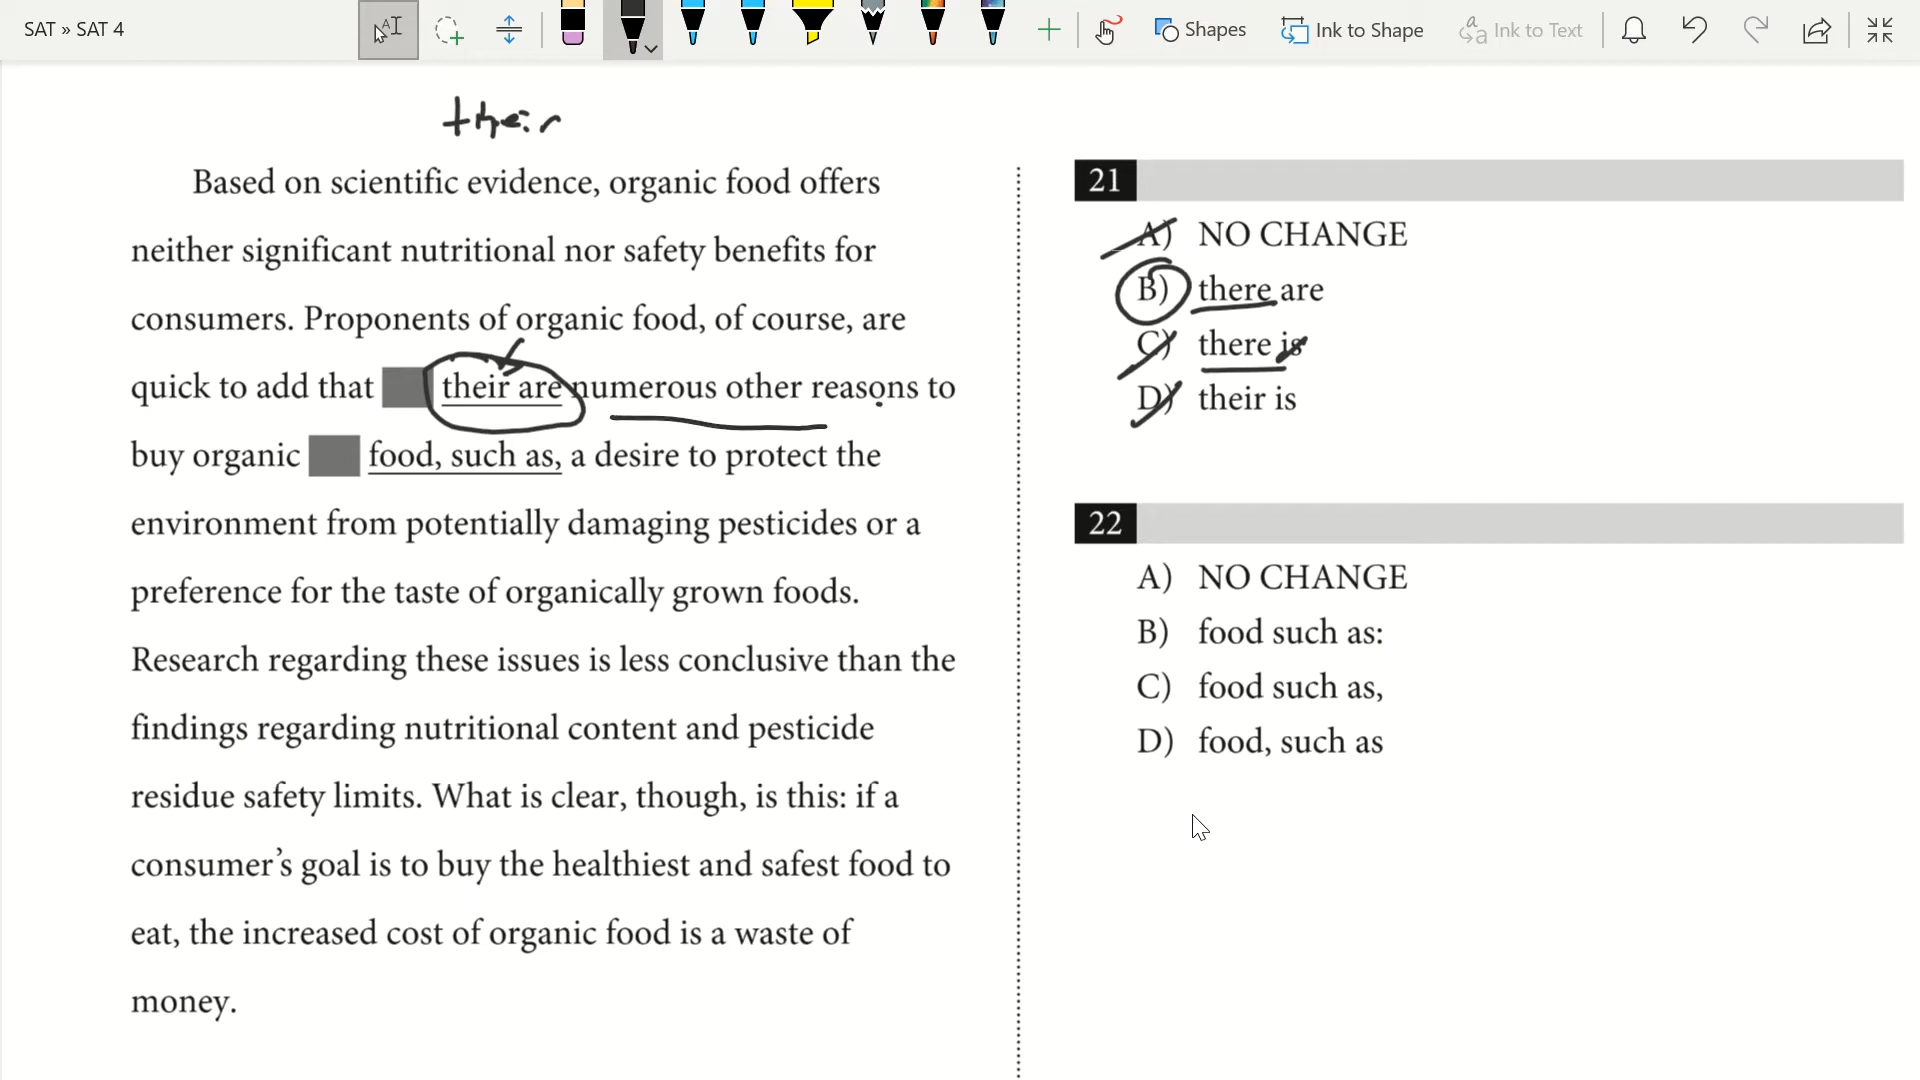 SAT » SAT 4
Shapes
Ink to Shape
Ink to Text
their
Based on scientific evidence, organic food offers
neither significant nutritional nor safety benefits for
consumers. Proponents of organic food, of course, are
quick to add that their are numerous other reasons to
buy organic food, such as, a desire to protect the
environment from potentially damaging pesticides or a
preference for the taste of organically grown foods.
Research regarding these issues is less conclusive than the
findings regarding nutritional content and pesticide
residue safety limits. What is clear, though, is this: if a
consumer’s goal is to buy the healthiest and safest food to
eat, the increased cost of organic food is a waste of
money.
21
A) NO CHANGE
B) there are
C) there is
D) their is
22
A) NO CHANGE
B) food such as:
C) food such as,
D) food, such as